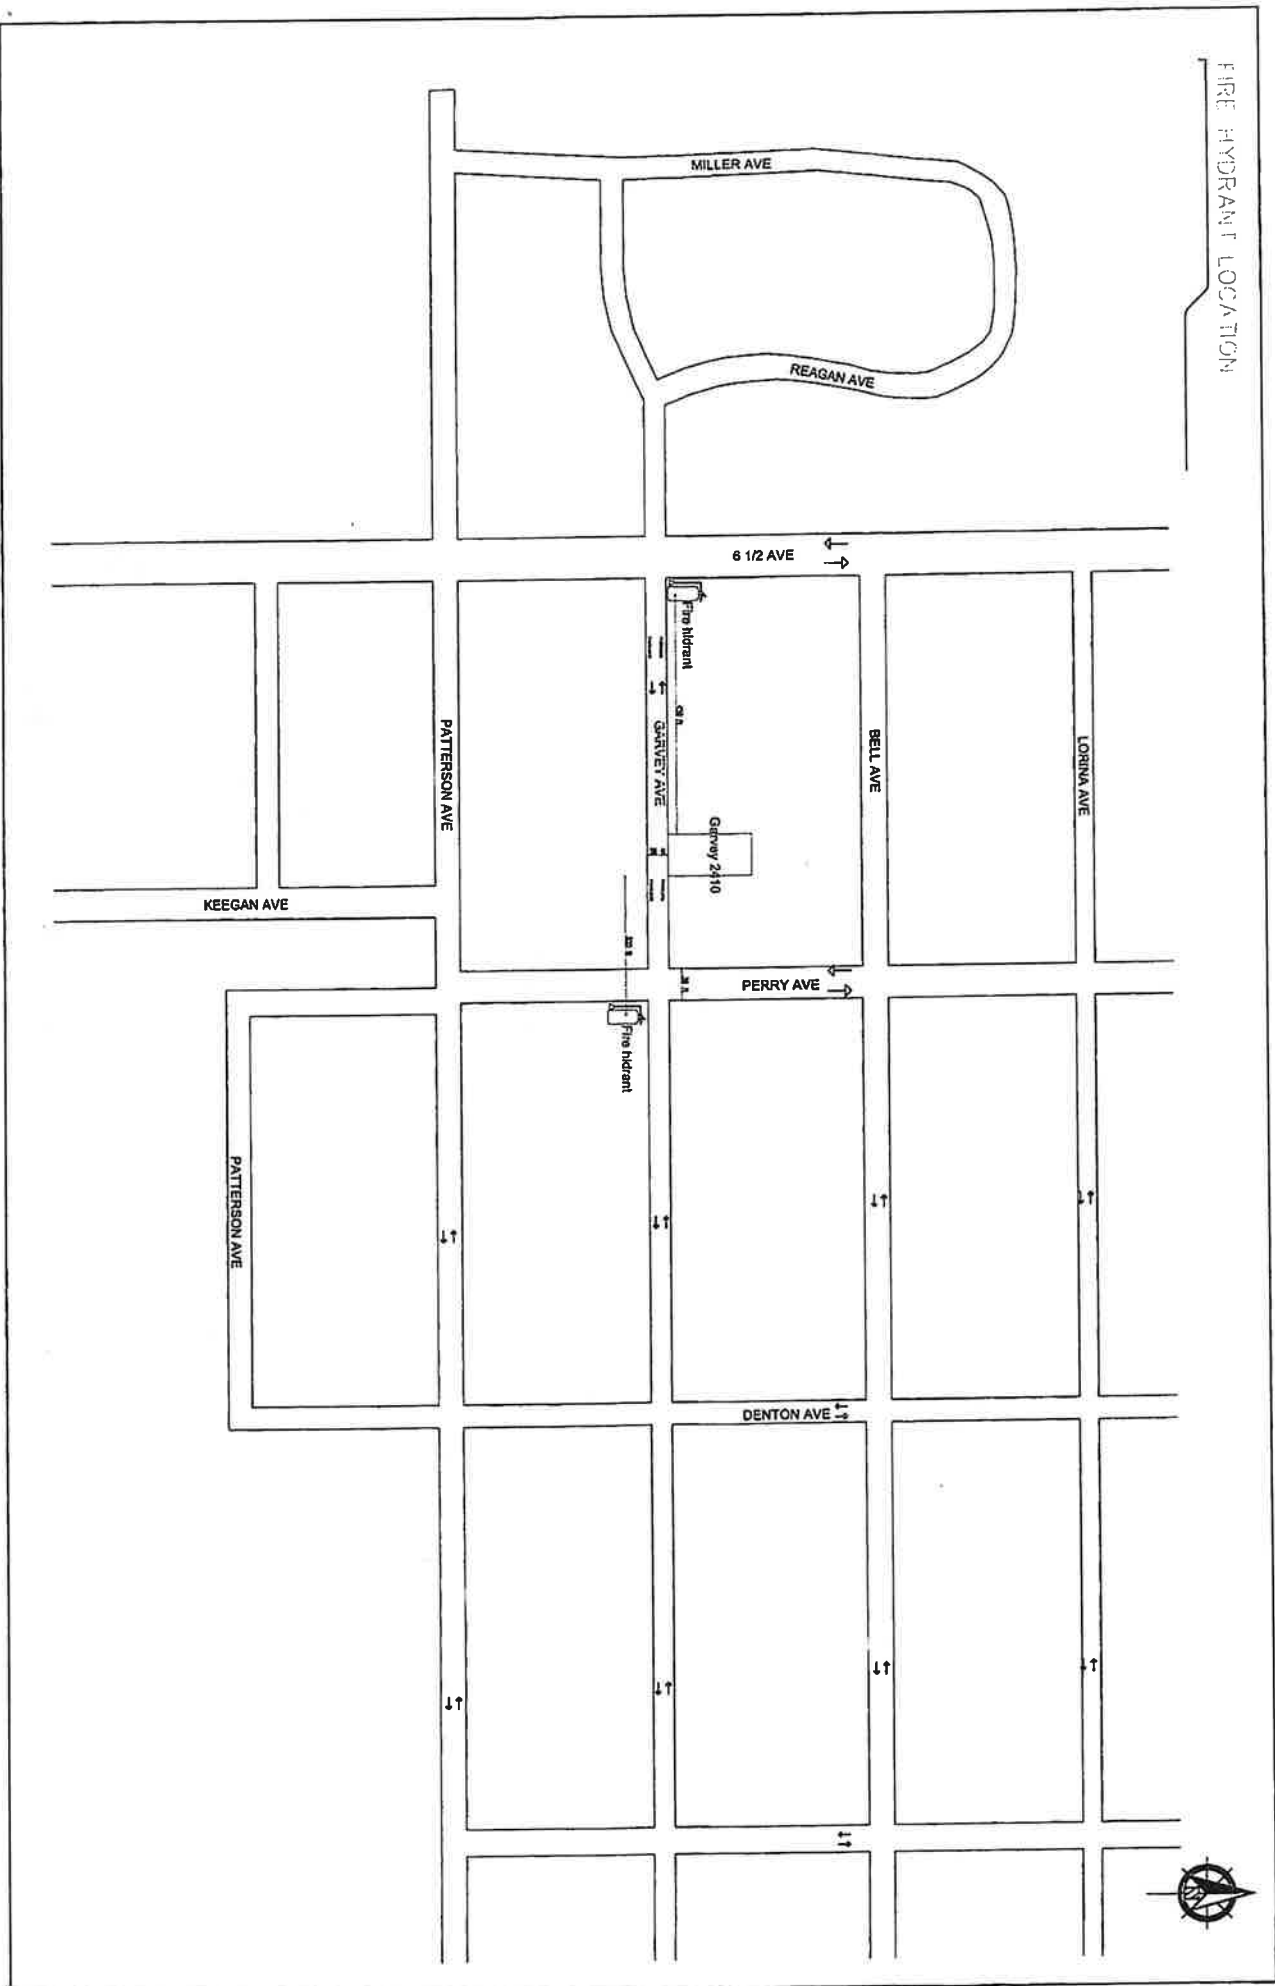 FIRE HYDRANT LOCATION
MILLER AVE
REAGAN AVE
6 1/2 AVE
Fire hidrant
GARVEY AVE
Garvey 2410
BELL AVE
LORINA AVE
PATTERSON AVE
KEEGAN AVE
PERRY AVE
Fire hidrant
PATTERSON AVE
DENTON AVE